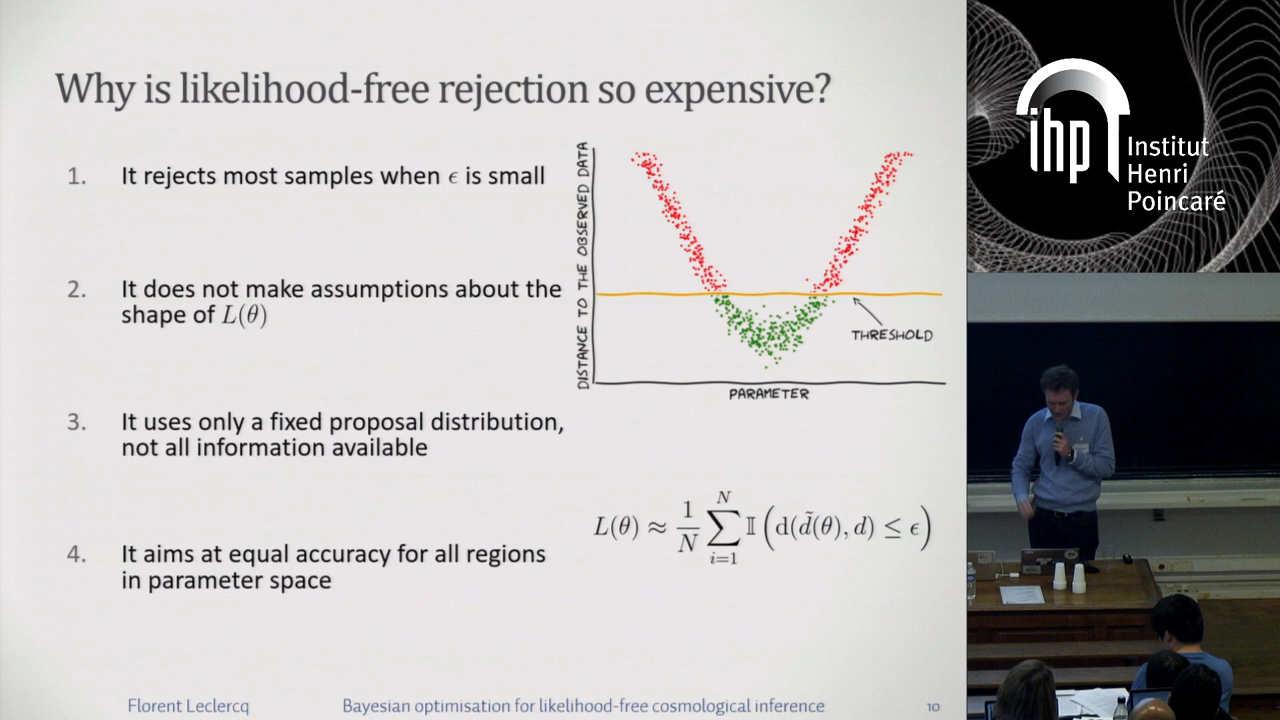 Why is likelihood-free rejection so expensive?
1. It rejects most samples when ϵ is small
2. It does not make assumptions about the
shape of L(θ)
3. It uses only a fixed proposal distribution,
not all information available
4. It aims at equal accuracy for all regions
in parameter space
DISTANCE TO THE OBSERVED DATA
THRESHOLD
PARAMETER
L(θ) ≈ 1/N ∑_{i=1}^{N} 𝕀 (d(d̃(θ), d) ≤ ϵ)
Florent Leclercq
Bayesian optimisation for likelihood-free cosmological inference
10
ihp
Institut
Henri
Poincaré